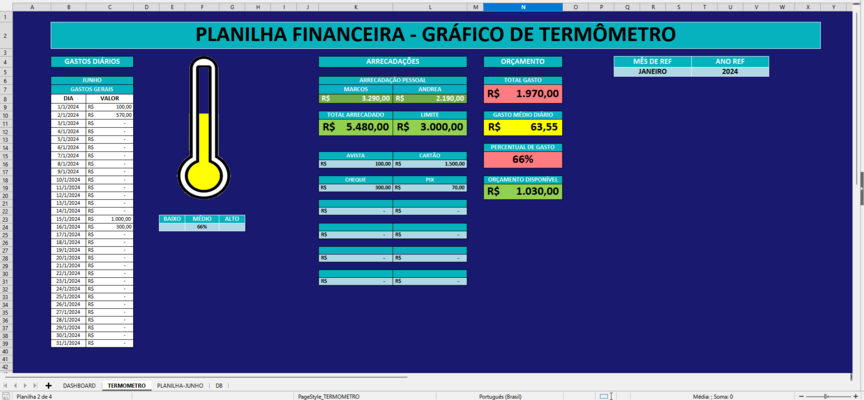 A B C D E F G H I J K L M N O P Q R S T U V W X Y
PLANILHA FINANCEIRA - GRÁFICO DE TERMÔMETRO
GASTOS DIÁRIOS ARRECADAÇÕES ORÇAMENTO MÊS DE REF ANO REF
JANEIRO 2024
JUNHO ARRECADAÇÃO PESSOAL TOTAL GASTO
GASTOS GERAIS MARCOS ANDREA R$ 1.970,00
DIA VALOR R$ 3.290,00 R$ 2.190,00
1/1/2024 R$ 100,00
2/1/2024 R$ 570,00 TOTAL ARRECADADO LIMITE GASTO MÉDIO DIÁRIO
3/1/2024 R$ - R$ 5.480,00 R$ 3.000,00 R$ 63,55
4/1/2024 R$ -
5/1/2024 R$ -
6/1/2024 R$ - PERCENTUAL DE GASTO
7/1/2024 R$ - AVISTA CARTÃO 66%
8/1/2024 R$ - R$ 100,00 R$ 1.500,00
9/1/2024 R$ -
10/1/2024 R$ - CHEQUE PIX ORÇAMENTO DISPONÍVEL
11/1/2024 R$ - R$ 300,00 R$ 70,00 R$ 1.030,00
12/1/2024 R$ -
13/1/2024 R$ -
14/1/2024 R$ - R$ - R$ -
15/1/2024 R$ 1.000,00 BAIXO MÉDIO ALTO
16/1/2024 R$ 300,00 66%
17/1/2024 R$ - R$ - R$ -
18/1/2024 R$ -
19/1/2024 R$ -
20/1/2024 R$ - R$ - R$ -
21/1/2024 R$ -
22/1/2024 R$ -
23/1/2024 R$ - R$ - R$ -
24/1/2024 R$ -
25/1/2024 R$ -
26/1/2024 R$ -
27/1/2024 R$ -
28/1/2024 R$ -
29/1/2024 R$ -
30/1/2024 R$ -
31/1/2024 R$ -
DASHBOARD TERMOMETRO PLANILHA-JUNHO DB
Planilha 2 de 4 PageStyle_TERMOMETRO Português (Brasil) Média: ; Soma: 0